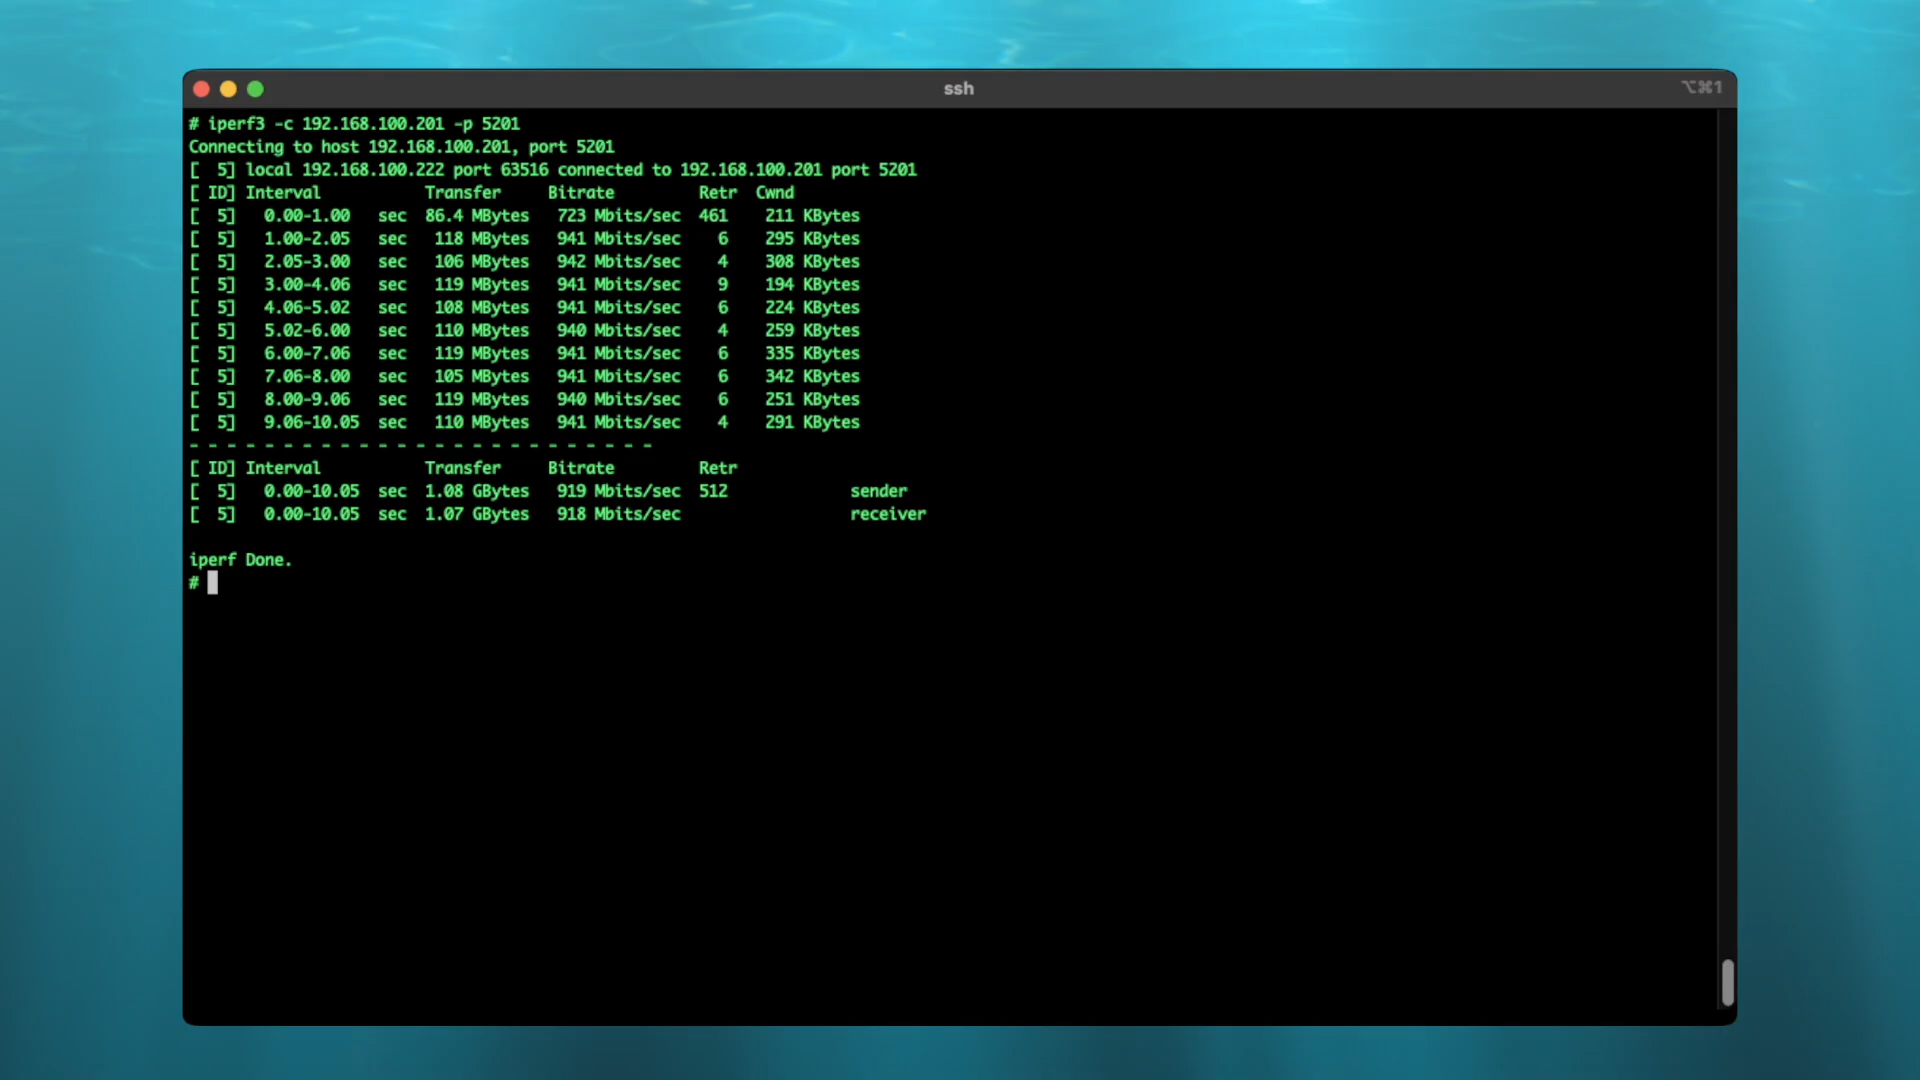 ssh
⌥⌘1
# iperf3 -c 192.168.100.201 -p 5201
Connecting to host 192.168.100.201, port 5201
[  5] local 192.168.100.222 port 63516 connected to 192.168.100.201 port 5201
[ ID] Interval           Transfer     Bitrate         Retr  Cwnd
[  5]   0.00-1.00   sec  86.4 MBytes   723 Mbits/sec  461    211 KBytes
[  5]   1.00-2.05   sec   118 MBytes   941 Mbits/sec    6    295 KBytes
[  5]   2.05-3.00   sec   106 MBytes   942 Mbits/sec    4    308 KBytes
[  5]   3.00-4.06   sec   119 MBytes   941 Mbits/sec    9    194 KBytes
[  5]   4.06-5.02   sec   108 MBytes   941 Mbits/sec    6    224 KBytes
[  5]   5.02-6.00   sec   110 MBytes   940 Mbits/sec    4    259 KBytes
[  5]   6.00-7.06   sec   119 MBytes   941 Mbits/sec    6    335 KBytes
[  5]   7.06-8.00   sec   105 MBytes   941 Mbits/sec    6    342 KBytes
[  5]   8.00-9.06   sec   119 MBytes   940 Mbits/sec    6    251 KBytes
[  5]   9.06-10.05  sec   110 MBytes   941 Mbits/sec    4    291 KBytes
- - - - - - - - - - - - - - - - - - - - - - - - -
[ ID] Interval           Transfer     Bitrate         Retr
[  5]   0.00-10.05  sec  1.08 GBytes   919 Mbits/sec  512             sender
[  5]   0.00-10.05  sec  1.07 GBytes   918 Mbits/sec                  receiver
iperf Done.
#